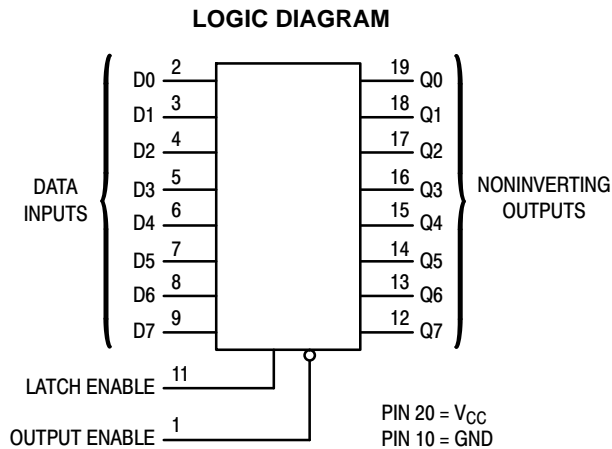 LOGIC DIAGRAM
D0 2 19 Q0
D1 3 18 Q1
D2 4 17 Q2
D3 5 16 Q3
D4 6 15 Q4
D5 7 14 Q5
D6 8 13 Q6
D7 9 12 Q7
DATA
INPUTS
NONINVERTING
OUTPUTS
LATCH ENABLE 11
OUTPUT ENABLE 1
PIN 20 = VCC
PIN 10 = GND